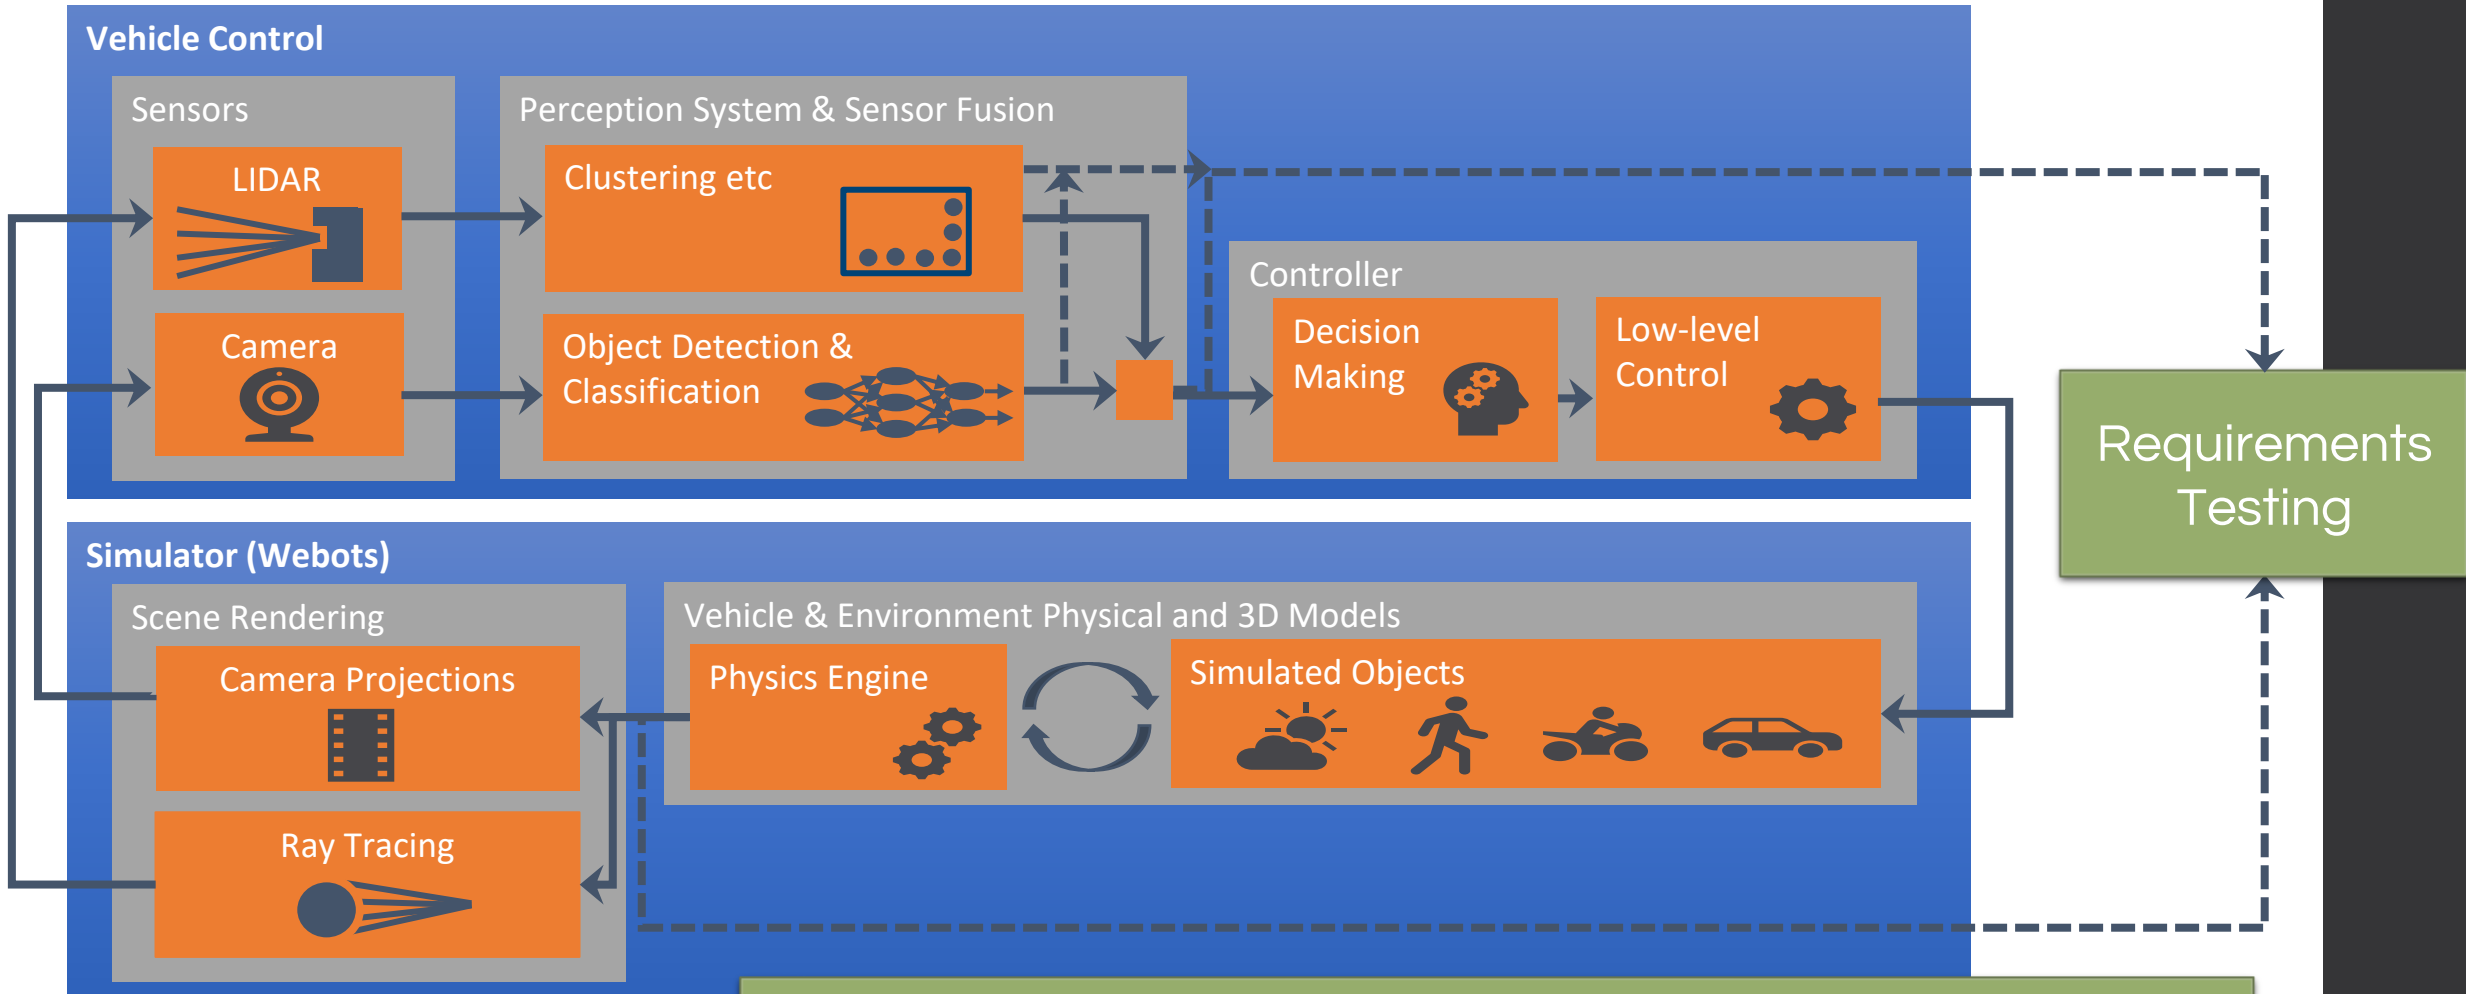 Vehicle Control
Sensors
LIDAR
Camera
Perception System & Sensor Fusion
Clustering etc
Object Detection &
Classification
Controller
Decision
Making
Low-level
Control
Requirements
Testing
Simulator (Webots)
Scene Rendering
Camera Projections
Ray Tracing
Vehicle & Environment Physical and 3D Models
Physics Engine
Simulated Objects